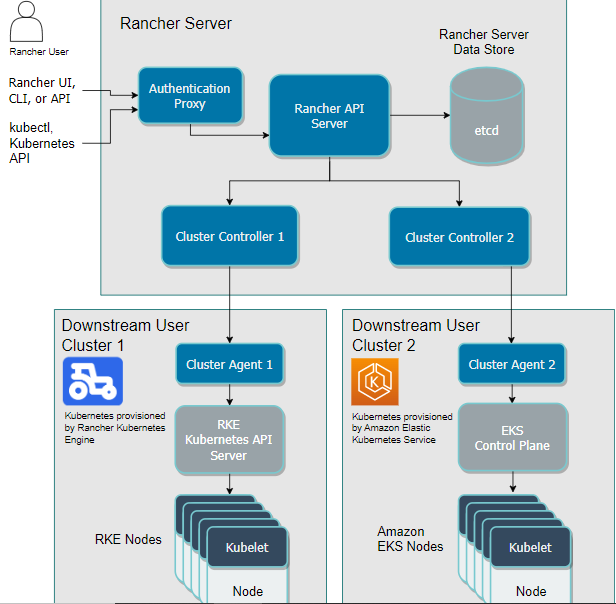 Rancher Server
Rancher User
Rancher Server
Data Store
Rancher UI,
CLI, or API
kubectl,
Kubernetes
API
Authentication
Proxy
Rancher API
Server
etcd
Cluster Controller 1
Cluster Controller 2
Downstream User
Cluster 1
Kubernetes provisioned
by Rancher Kubernetes
Engine
Cluster Agent 1
RKE
Kubernetes API
Server
RKE Nodes
Kubelet
Node
Downstream User
Cluster 2
K
Kubernetes provisioned
by Amazon Elastic
Kubernetes Service
Cluster Agent 2
EKS
Control Plane
Amazon
EKS Nodes
Kubelet
Node